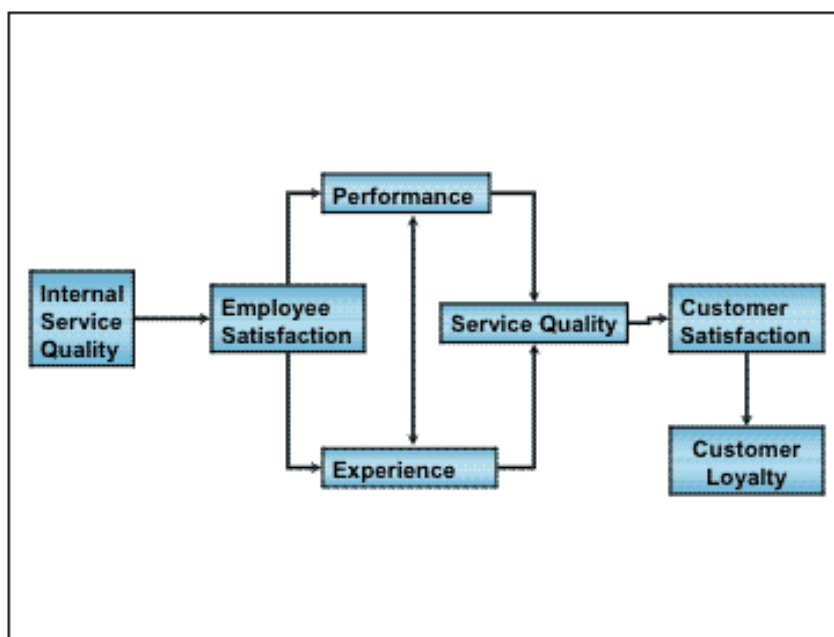 Performance
Internal
Service
Quality
Employee
Satisfaction
Service Quality
Customer
Satisfaction
Experience
Customer
Loyalty